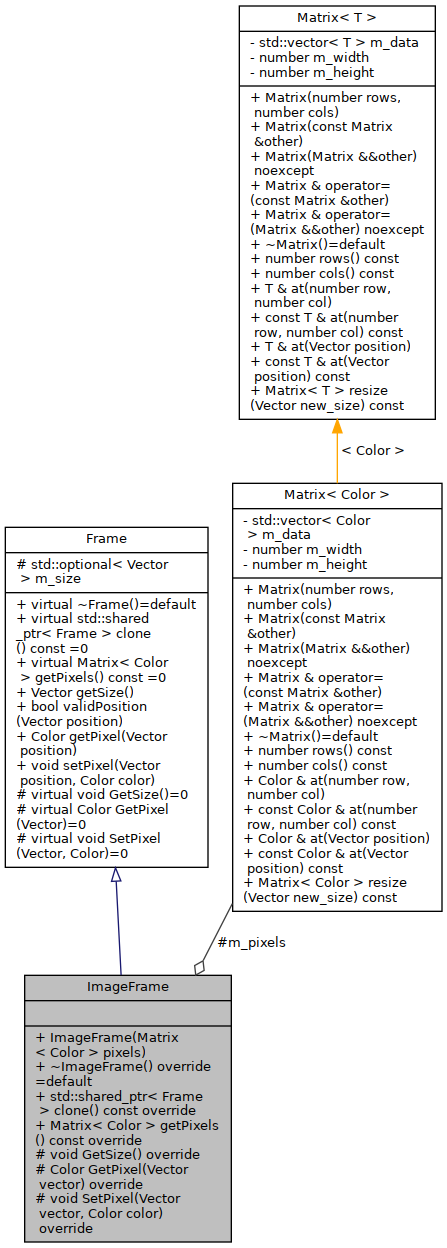 Matrix< T >
- std::vector< T > m_data
- number m_width
- number m_height
+ Matrix(number rows,
number cols)
+ Matrix(const Matrix
&other)
+ Matrix(Matrix &&other)
noexcept
+ Matrix & operator=
(const Matrix &other)
+ Matrix & operator=
(Matrix &&other) noexcept
+ ~Matrix()=default
+ number rows() const
+ number cols() const
+ T & at(number row,
number col)
+ const T & at(number
row, number col) const
+ T & at(Vector position)
+ const T & at(Vector
position) const
+ Matrix< T > resize
(Vector new_size) const
< Color >
Matrix< Color >
- std::vector< Color
> m_data
- number m_width
- number m_height
+ Matrix(number rows,
number cols)
+ Matrix(const Matrix
&other)
+ Matrix(Matrix &&other)
noexcept
+ Matrix & operator=
(const Matrix &other)
+ Matrix & operator=
(Matrix &&other) noexcept
+ ~Matrix()=default
+ number rows() const
+ number cols() const
+ Color & at(number row,
number col)
+ const Color & at(number
row, number col) const
+ Color & at(Vector position)
+ const Color & at(Vector
position) const
+ Matrix< Color > resize
(Vector new_size) const
Frame
# std::optional< Vector
> m_size
+ virtual ~Frame()=default
+ virtual std::shared
_ptr< Frame > clone
() const =0
+ virtual Matrix< Color
> getPixels() const =0
+ Vector getSize()
+ bool validPosition
(Vector position)
+ Color getPixel(Vector
position)
+ void setPixel(Vector
position, Color color)
# virtual void GetSize()=0
# virtual Color GetPixel
(Vector)=0
# virtual void SetPixel
(Vector, Color)=0
#m_pixels
ImageFrame
+ ImageFrame(Matrix
< Color > pixels)
+ ~ImageFrame() override
=default
+ std::shared_ptr< Frame
> clone() const override
+ Matrix< Color > getPixels
() const override
# void GetSize() override
# Color GetPixel(Vector
vector) override
# void SetPixel(Vector
vector, Color color)
override